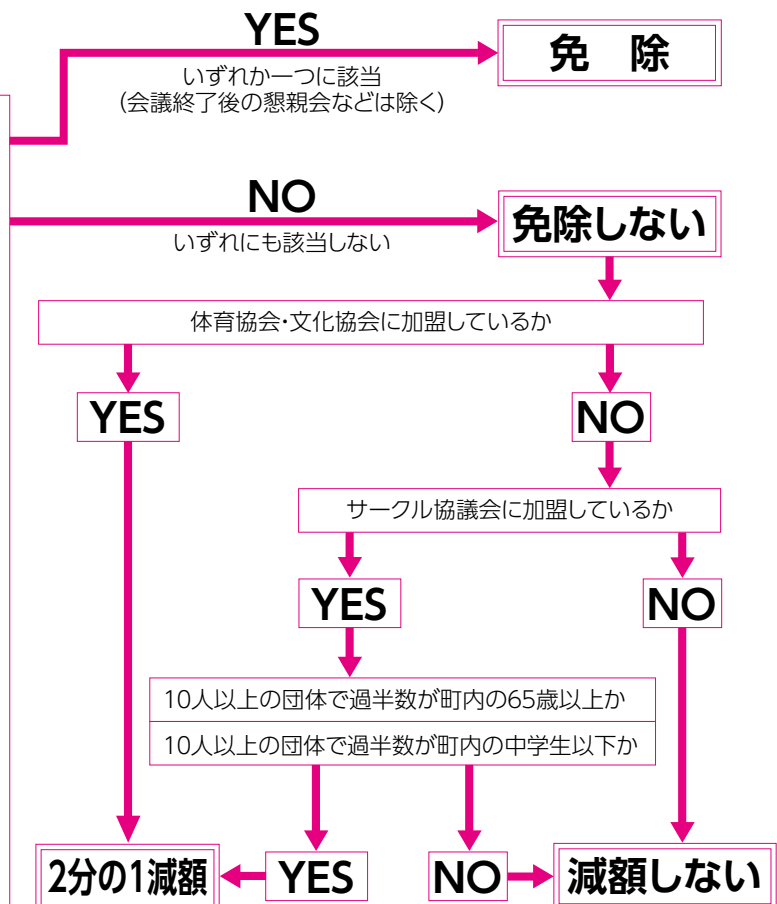 YES
免　除
いずれか一つに該当
（会議終了後の懇親会などは除く）
NO
免除しない
いずれにも該当しない
体育協会・文化協会に加盟しているか
YES
NO
サークル協議会に加盟しているか
YES
NO
10人以上の団体で過半数が町内の65歳以上か
10人以上の団体で過半数が町内の中学生以下か
2分の1減額
YES
NO
減額しない